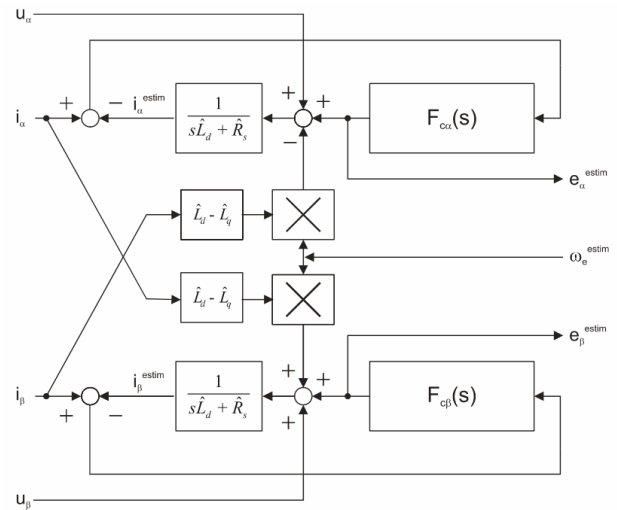 u_α
+
+ − i_α^estim 1 + F_cα(s)
i_α sL̂_d + R̂_s −
e_α^estim
L̂_d - L̂_q
ω_e^estim
L̂_d - L̂_q
e_β^estim
i_β^estim 1 + + F_cβ(s)
i_β sL̂_d + R̂_s
+ − +
u_β